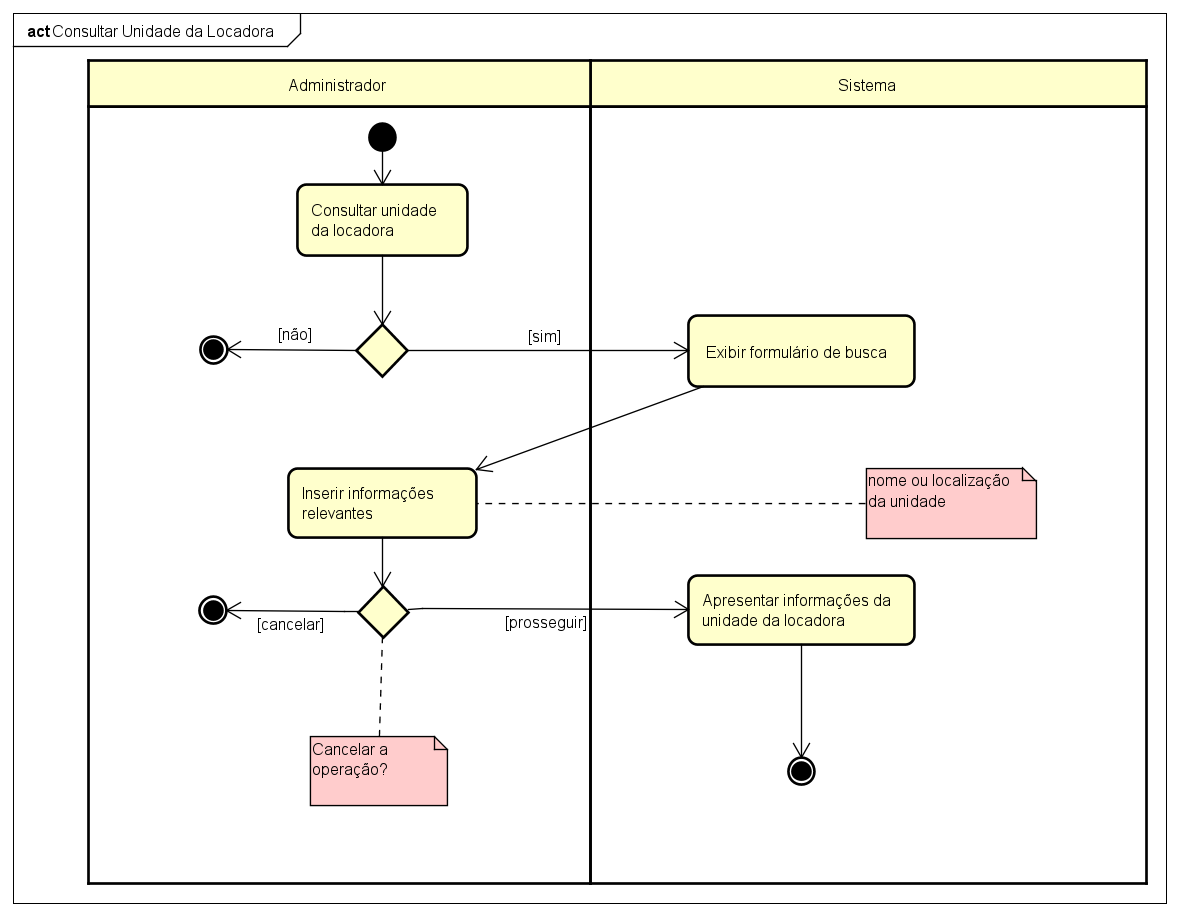 act Consultar Unidade da Locadora
Administrador
Sistema
Consultar unidade
da locadora
[não]
[sim]
Exibir formulário de busca
Inserir informações
relevantes
nome ou localização
da unidade
[cancelar]
[prosseguir]
Apresentar informações da
unidade da locadora
Cancelar a
operação?